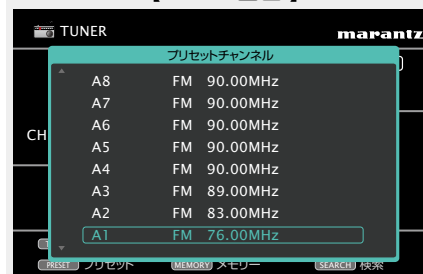 TUNER
marantz
プリセットチャンネル
A8 FM 90.00MHz
A7 FM 90.00MHz
A6 FM 90.00MHz
CH
A5 FM 90.00MHz
A4 FM 90.00MHz
A3 FM 89.00MHz
A2 FM 83.00MHz
A1 FM 76.00MHz
PRESET プリセット MEMORY メモリー SEARCH 検索